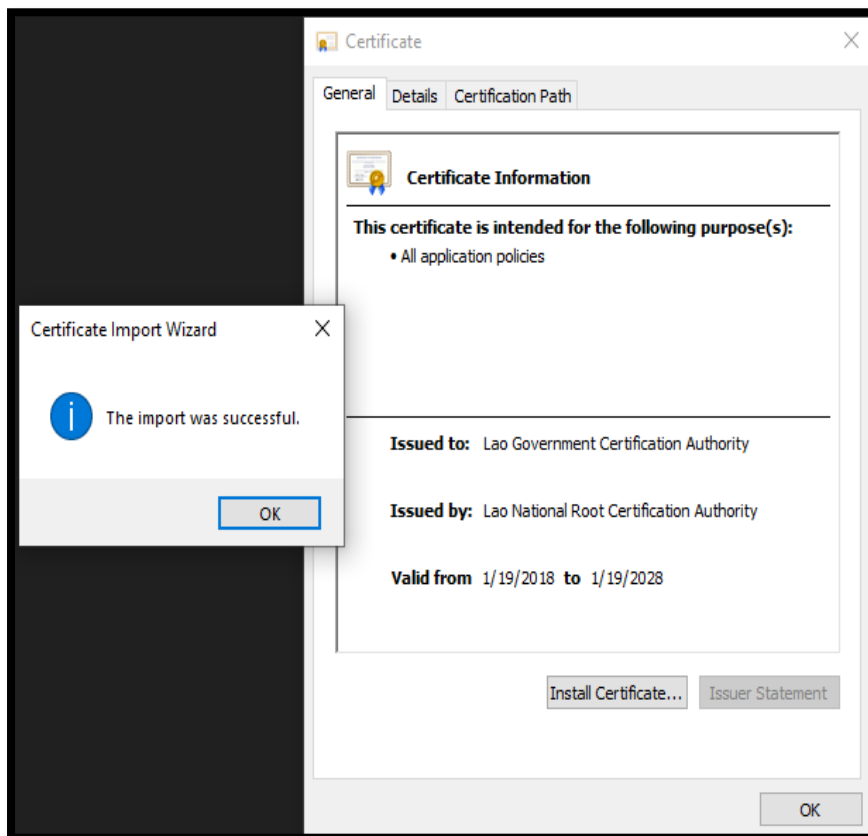 Certificate
General Details Certification Path
Certificate Information
This certificate is intended for the following purpose(s):
• All application policies
Certificate Import Wizard
The import was successful.
OK
Issued to: Lao Government Certification Authority
Issued by: Lao National Root Certification Authority
Valid from 1/19/2018 to 1/19/2028
Install Certificate... Issuer Statement
OK